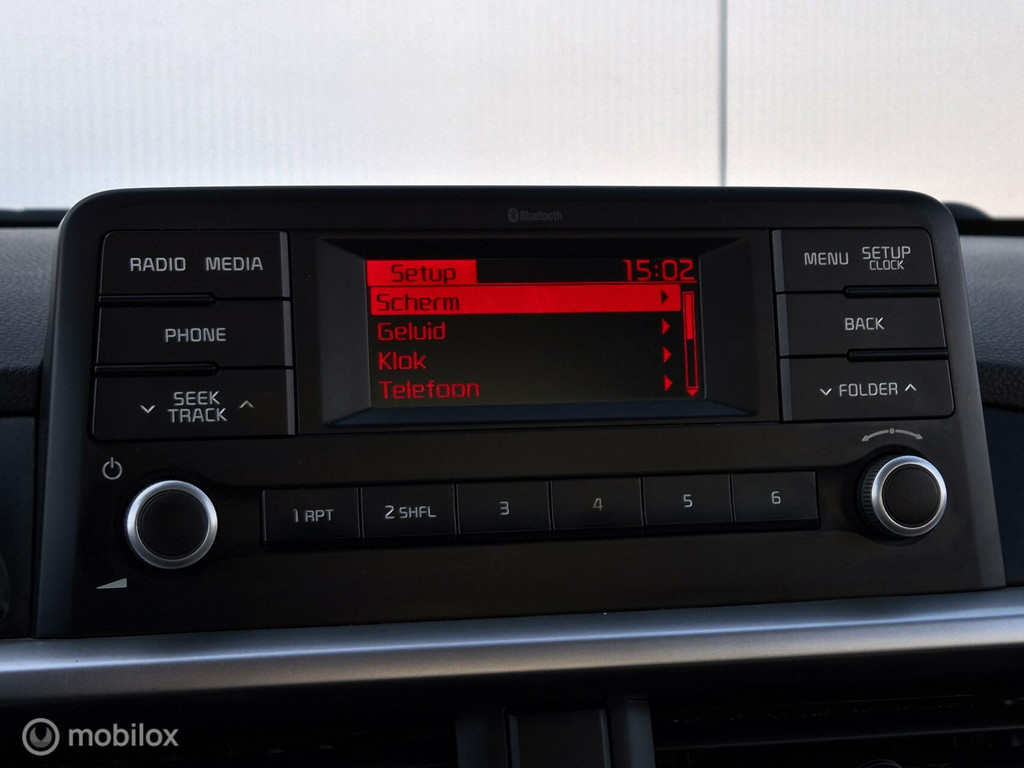 Bluetooth
RADIO MEDIA
PHONE
SEEK
TRACK
Setup 15:02
Scherm
Geluid
Klok
Telefoon
MENU SETUP
CLOCK
BACK
FOLDER
1 RPT 2 SHFL 3 4 5 6
mobilox